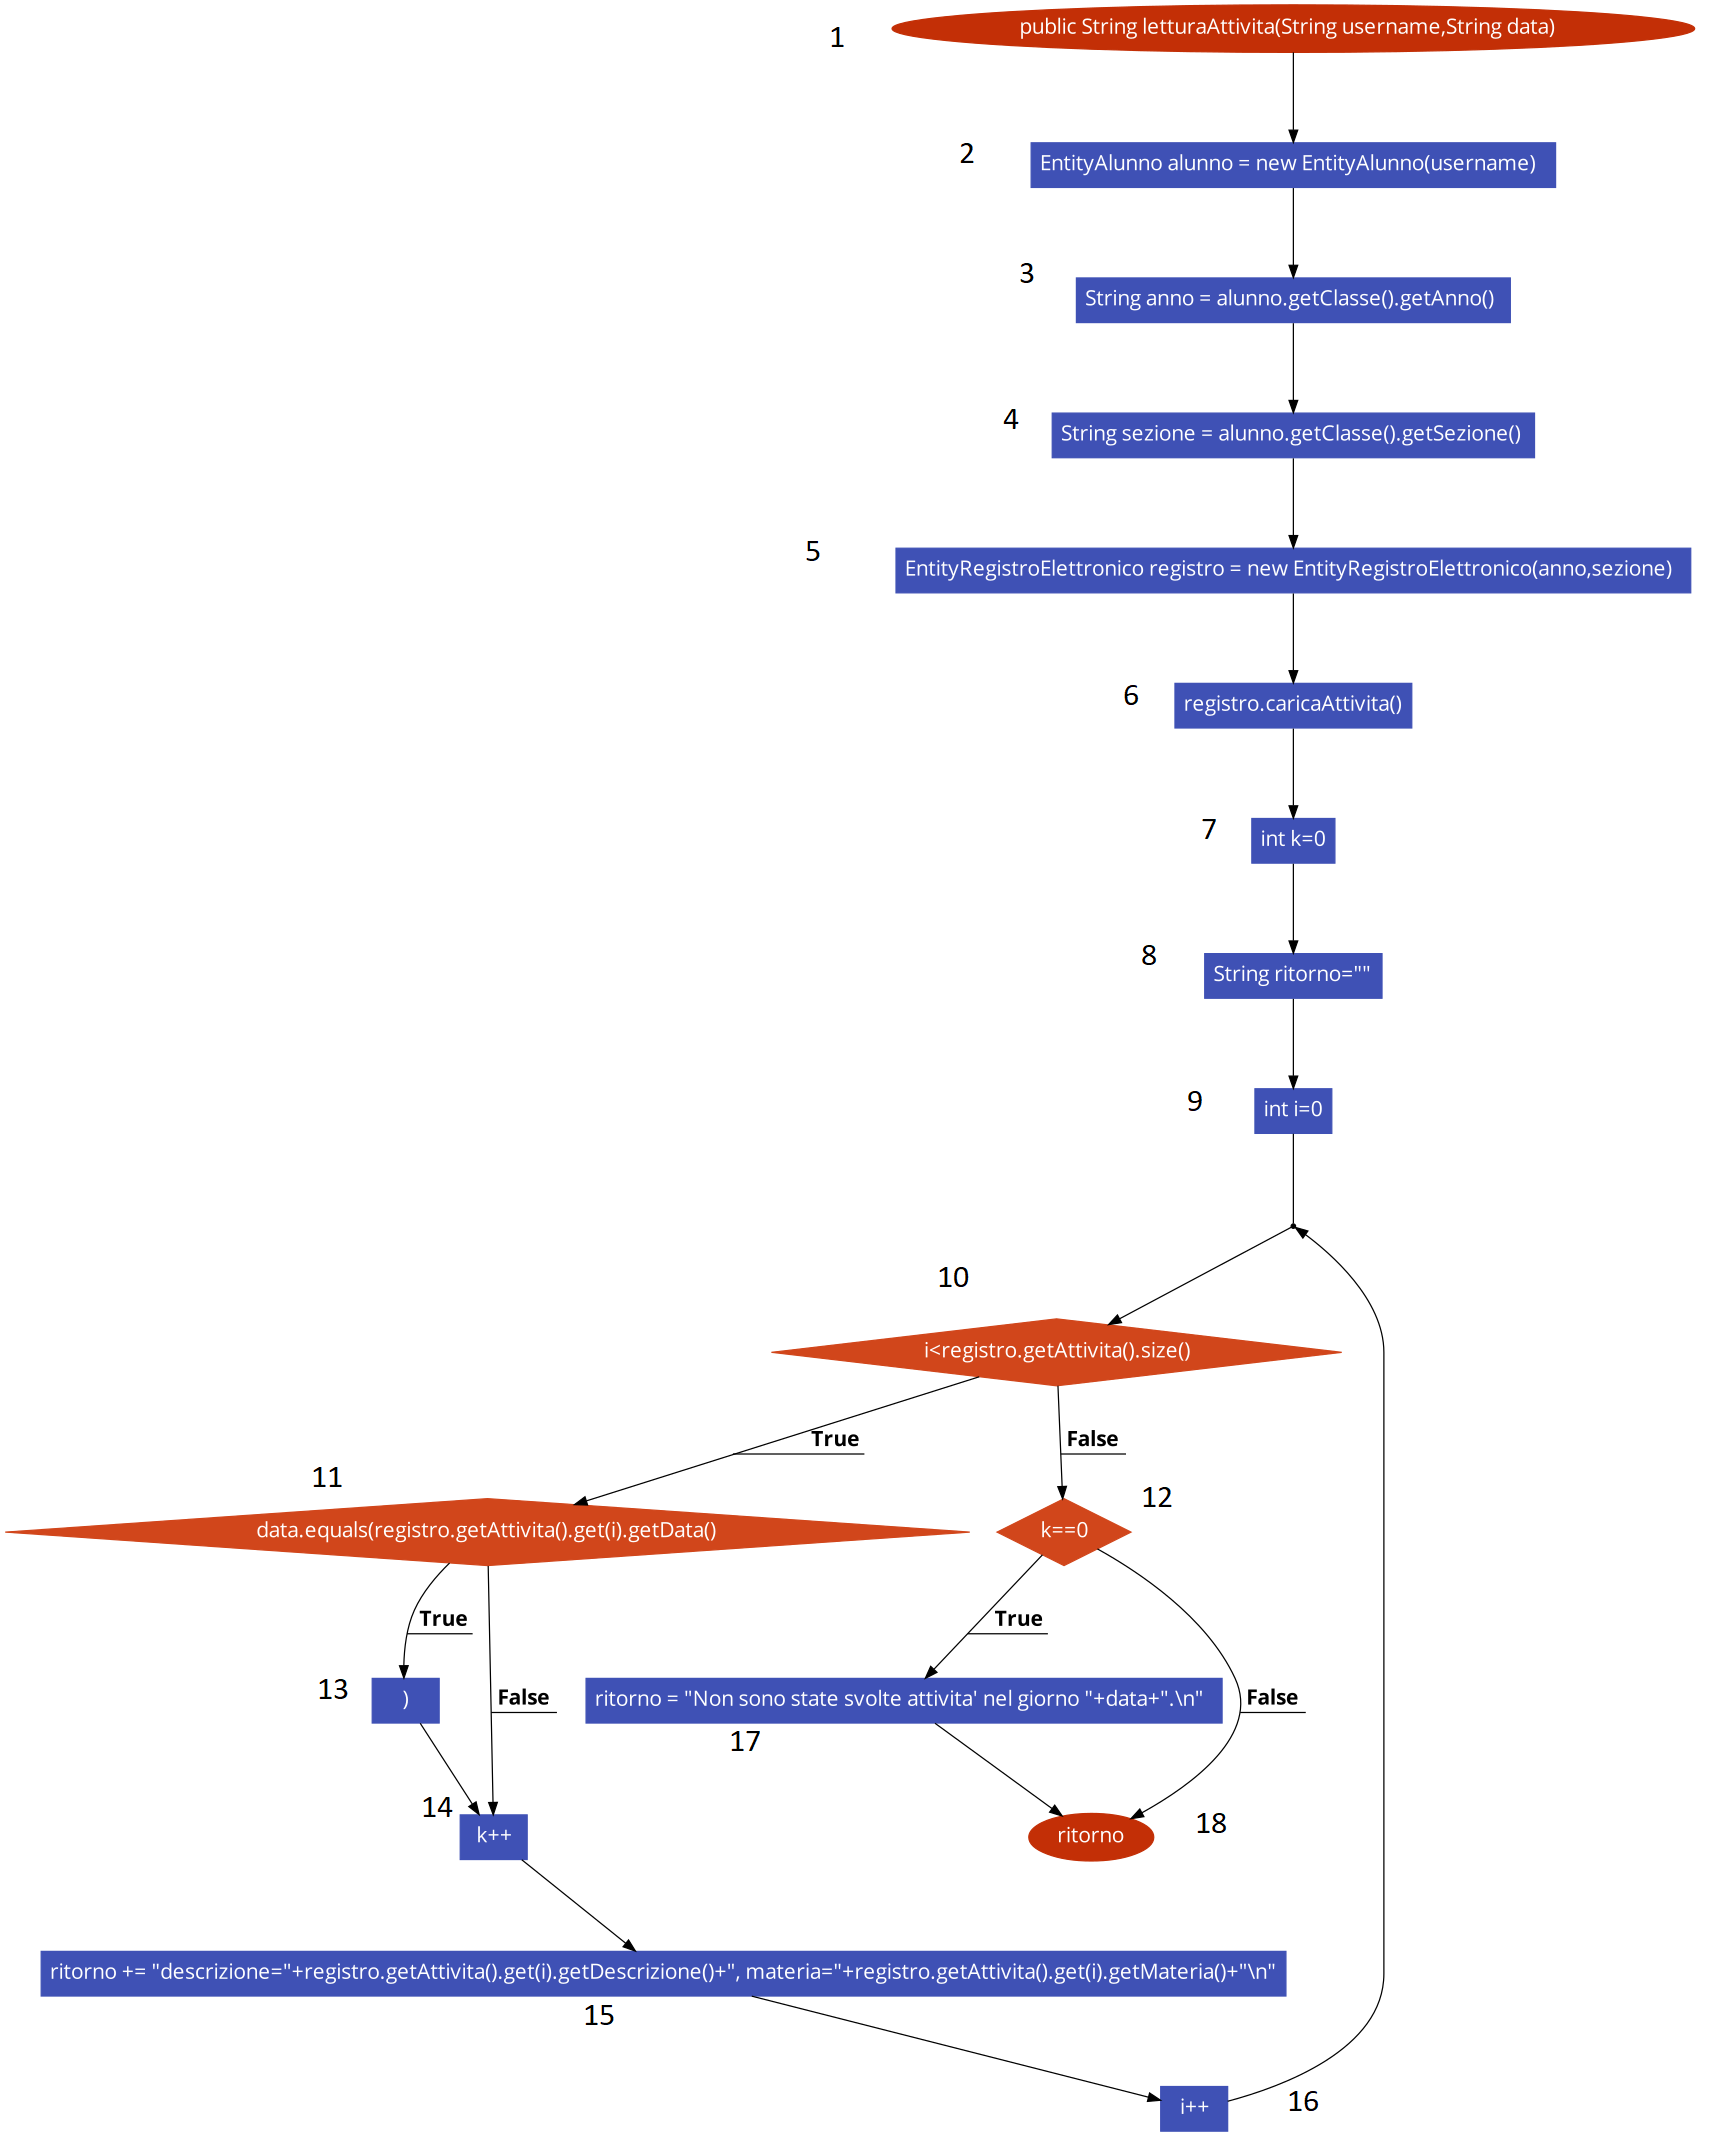 public String letturaAttivita(String username,String data)
1
2
EntityAlunno alunno = new EntityAlunno(username)
3
String anno = alunno.getClasse().getAnno()
4
String sezione = alunno.getClasse().getSezione()
5
EntityRegistroElettronico registro = new EntityRegistroElettronico(anno,sezione)
6
registro.caricaAttivita()
7
int k=0
8
String ritorno=""
9
int i=0
10
i<registro.getAttivita().size()
True
False
11
12
data.equals(registro.getAttivita().get(i).getData()
k==0
True
True
13
)
False
ritorno = "Non sono state svolte attivita' nel giorno "+data+".\n"
False
17
14
k++
ritorno
18
ritorno += "descrizione="+registro.getAttivita().get(i).getDescrizione()+", materia="+registro.getAttivita().get(i).getMateria()+"\n"
15
i++
16